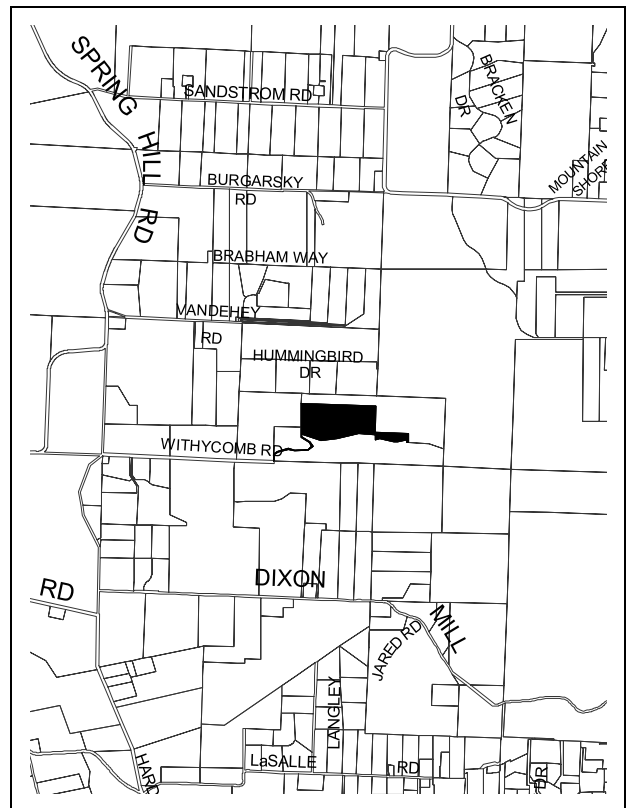 SPRING
HILL
RD
SANDSTROM RD
BRACKEN
DR
MOUNTAIN
SHORE
BURGARSKY
RD
BRABHAM WAY
VANDEHEY
RD
HUMMINGBIRD
DR
WITHYCOMB RD
DIXON
MILL
RD
JARED RD
LANGLEY
LaSALLE
RD
DR